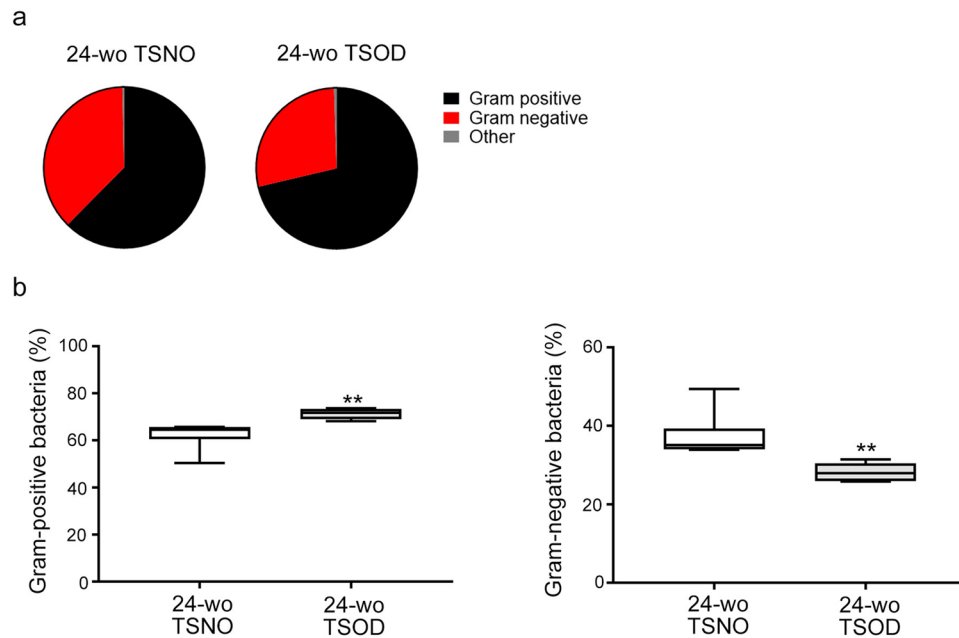 a
24-wo TSNO
24-wo TSOD
Gram positive
Gram negative
Other
b
Gram-positive bacteria (%)
100
80
60
40
20
0
**
24-wo
TSNO
24-wo
TSOD
Gram-negative bacteria (%)
60
40
20
0
**
24-wo
TSNO
24-wo
TSOD